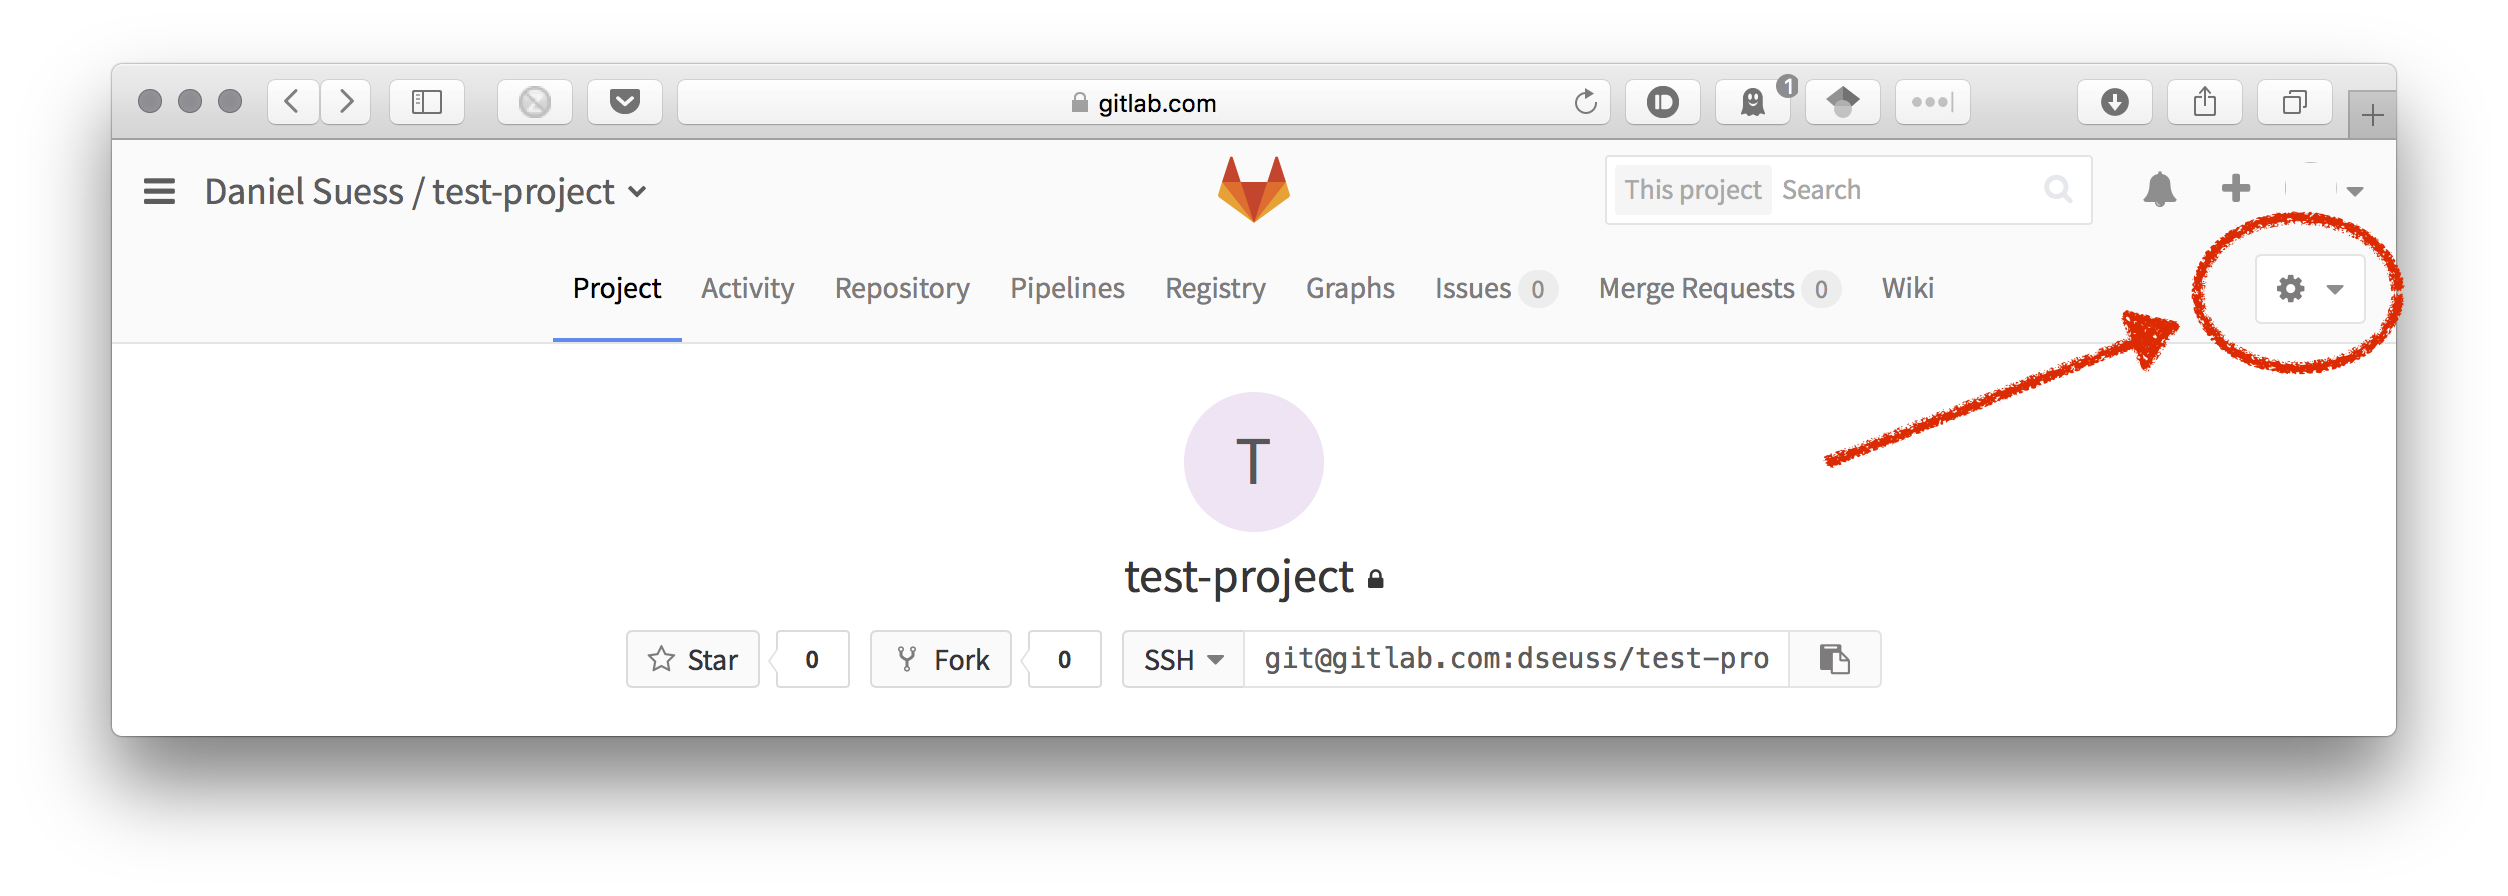 gitlab.com
1
Daniel Suess / test-project
This project Search
Project Activity Repository Pipelines Registry Graphs Issues 0 Merge Requests 0 Wiki
T
test-project
Star 0 Fork 0 SSH git@gitlab.com:dseuss/test-pro